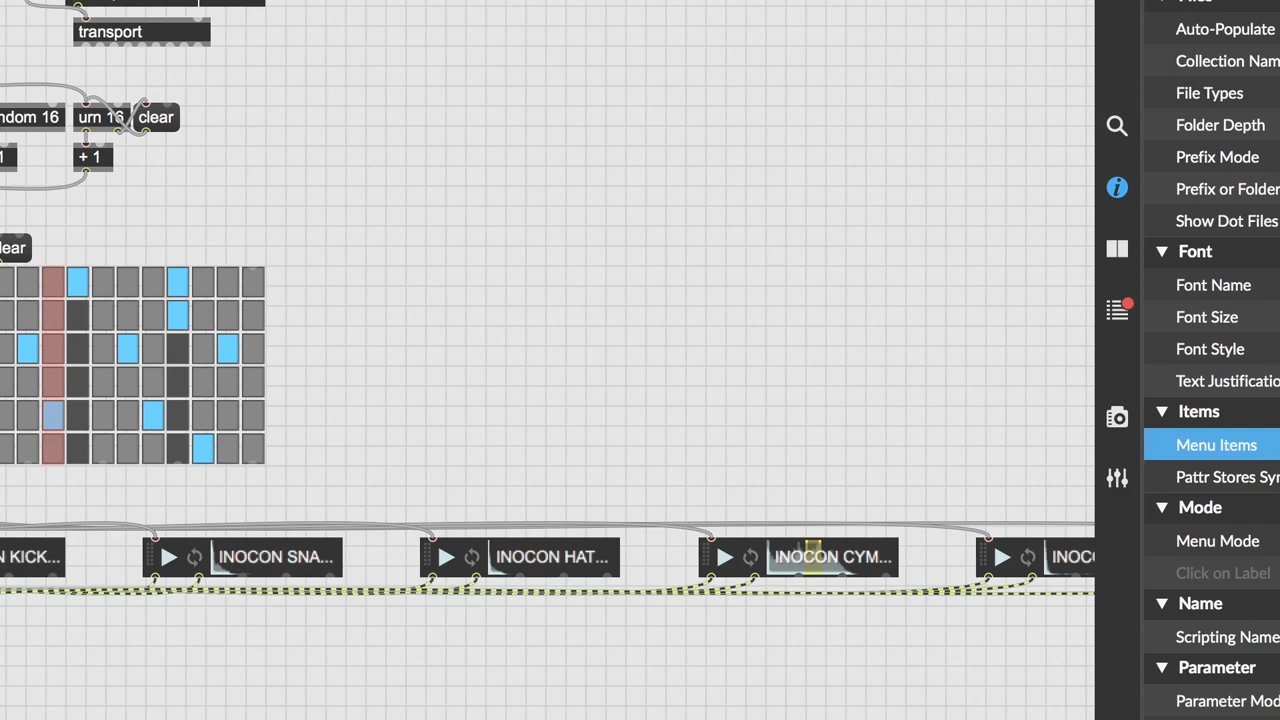 transport
ndom 16
urn 16
clear
1
+ 1
lear
N KICK...
INOCON SNA...
INOCON HAT...
INOCON CYM...
INOC
Auto-Populate
Collection Nam
File Types
Folder Depth
Prefix Mode
Prefix or Folder
Show Dot Files
Font
Font Name
Font Size
Font Style
Text Justificatio
Items
Menu Items
Pattr Stores Sy
Mode
Menu Mode
Click on Label
Name
Scripting Name
Parameter
Parameter Mod